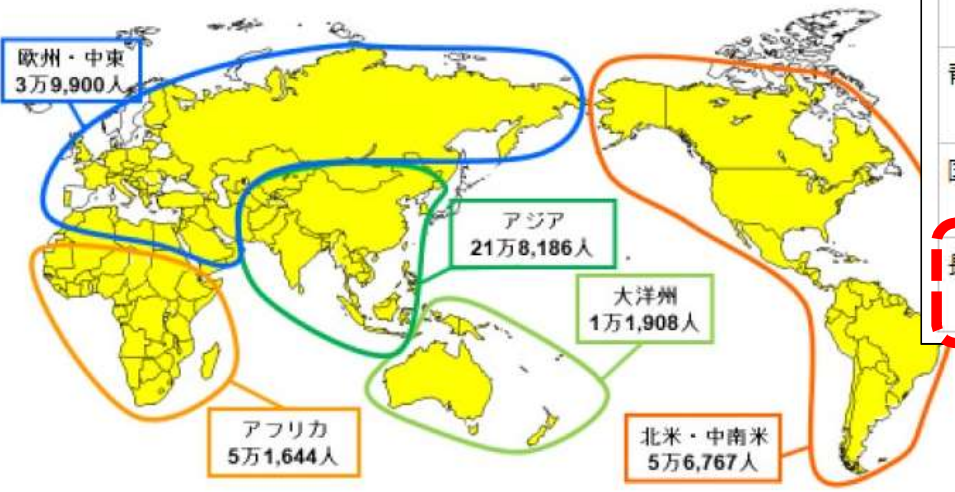 欧州・中東
3万9,900人
アジア
21万8,186人
大洋州
1万1,908人
アフリカ
5万1,644人
北米・中南米
5万6,767人